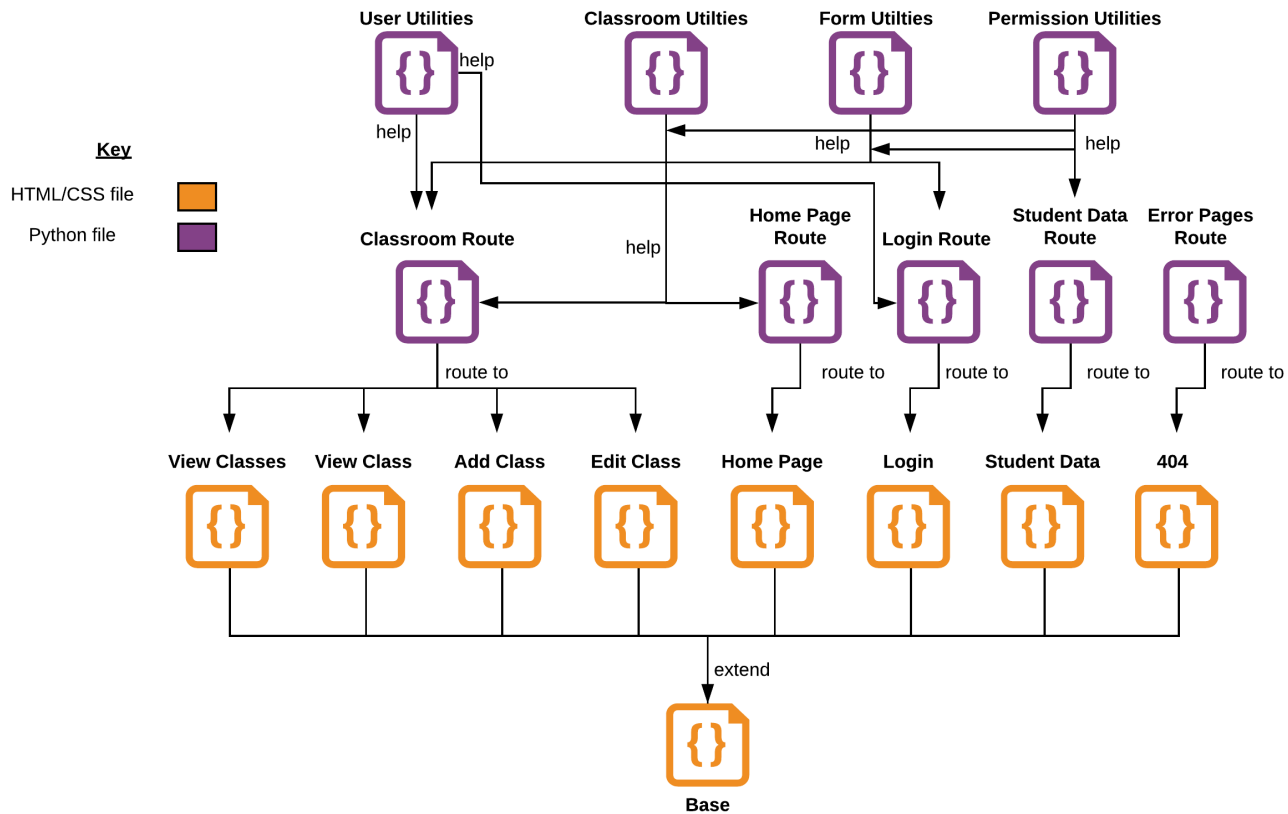 User Utilities
Classroom Utilties
Form Utilties
Permission Utilities
{}
{}
{}
{}
help
help
help
help
Key
HTML/CSS file
Python file
Classroom Route
help
Home Page
Route
Login Route
Student Data
Route
Error Pages
Route
{}
{}
{}
{}
{}
route to
route to
route to
route to
route to
View Classes
View Class
Add Class
Edit Class
Home Page
Login
Student Data
404
{}
{}
{}
{}
{}
{}
{}
{}
extend
{}
Base